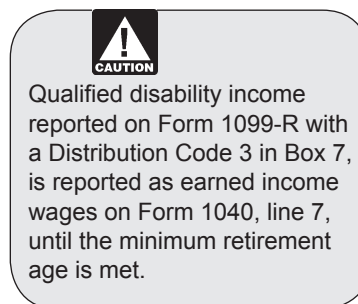 CAUTION
Qualified disability income
reported on Form 1099-R with
a Distribution Code 3 in Box 7,
is reported as earned income
wages on Form 1040, line 7,
until the minimum retirement
age is met.